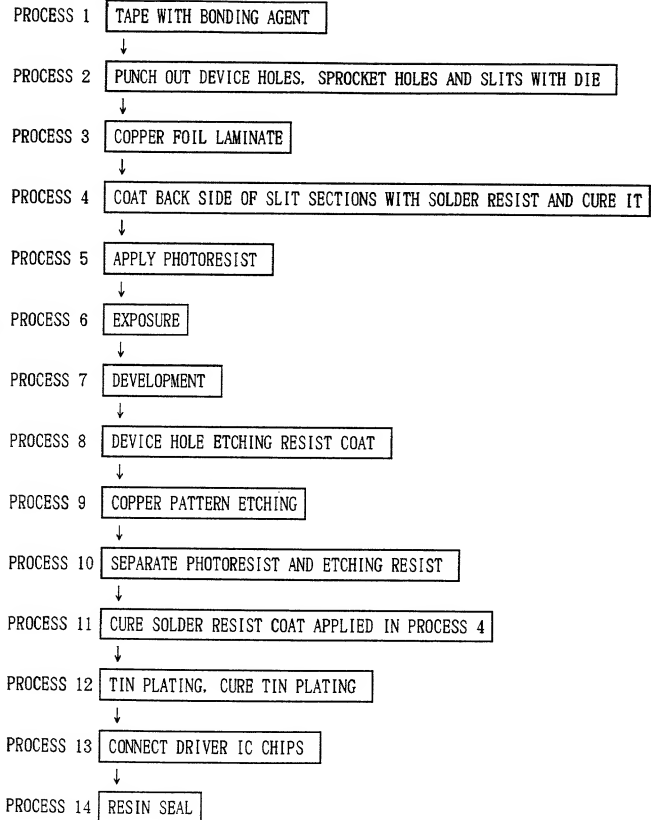 PROCESS 1 TAPE WITH BONDING AGENT
PROCESS 2 PUNCH OUT DEVICE HOLES, SPROCKET HOLES AND SLITS WITH DIE
PROCESS 3 COPPER FOIL LAMINATE
PROCESS 4 COAT BACK SIDE OF SLIT SECTIONS WITH SOLDER RESIST AND CURE IT
PROCESS 5 APPLY PHOTORESIST
PROCESS 6 EXPOSURE
PROCESS 7 DEVELOPMENT
PROCESS 8 DEVICE HOLE ETCHING RESIST COAT
PROCESS 9 COPPER PATTERN ETCHING
PROCESS 10 SEPARATE PHOTORESIST AND ETCHING RESIST
PROCESS 11 CURE SOLDER RESIST COAT APPLIED IN PROCESS 4
PROCESS 12 TIN PLATING, CURE TIN PLATING
PROCESS 13 CONNECT DRIVER IC CHIPS
PROCESS 14 RESIN SEAL